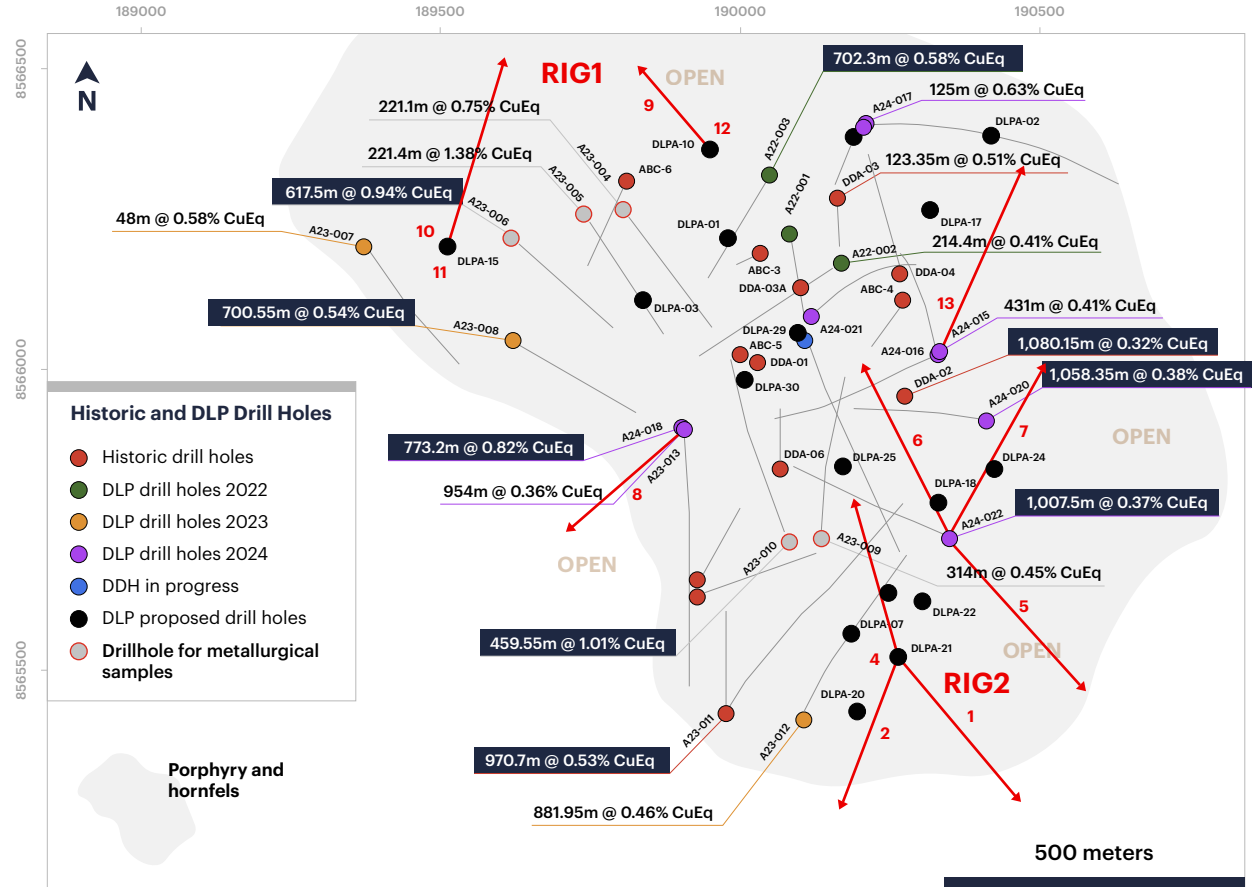 189000
189500
190000
190500
8566500
8566000
8565500
N
RIG1
OPEN
702.3m @ 0.58% CuEq
A24-017
125m @ 0.63% CuEq
221.1m @ 0.75% CuEq
9
12
DLPA-10
A22-003
DLPA-02
221.4m @ 1.38% CuEq
A23-004
ABC-6
DDA-03
123.35m @ 0.51% CuEq
617.5m @ 0.94% CuEq
A23-005
A23-006
A22-001
DLPA-17
48m @ 0.58% CuEq
A23-007
10
11
DLPA-15
DLPA-01
ABC-3
A22-002
214.4m @ 0.41% CuEq
DDA-03A
DDA-04
ABC-4
13
DLPA-03
700.55m @ 0.54% CuEq
A23-008
DLPA-29
A24-021
A24-015
431m @ 0.41% CuEq
A24-016
ABC-5
DDA-01
DLPA-30
1,080.15m @ 0.32% CuEq
DDA-02
1,058.35m @ 0.38% CuEq
A24-020
Historic and DLP Drill Holes
Historic drill holes
DLP drill holes 2022
DLP drill holes 2023
DLP drill holes 2024
DDH in progress
DLP proposed drill holes
Drillhole for metallurgical
samples
A24-018
773.2m @ 0.82% CuEq
A23-013
954m @ 0.36% CuEq
8
6
7
OPEN
DDA-06
DLPA-25
DLPA-24
DLPA-18
1,007.5m @ 0.37% CuEq
A24-022
OPEN
A23-010
A23-009
314m @ 0.45% CuEq
5
459.55m @ 1.01% CuEq
DLPA-22
DLPA-07
4
DLPA-21
OPEN
RIG2
DLPA-20
1
2
A23-011
A23-012
970.7m @ 0.53% CuEq
881.95m @ 0.46% CuEq
Porphyry and
hornfels
500 meters